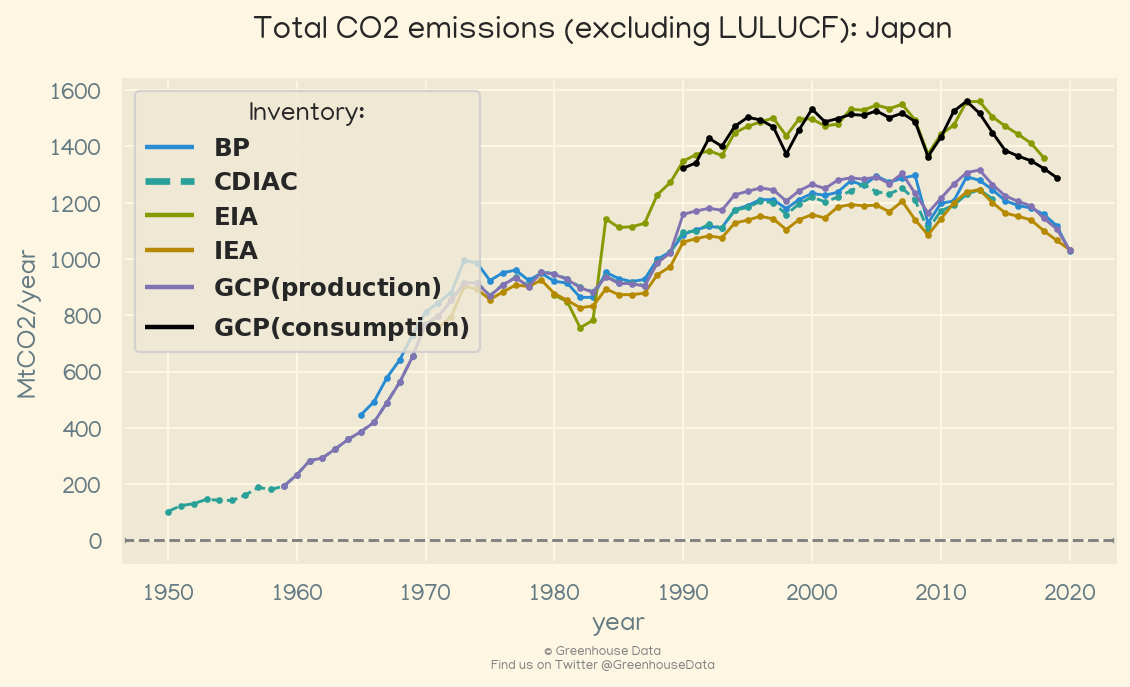 Total CO2 emissions (excluding LULUCF): Japan
MtCO2/year
1600
1400
1200
1000
800
600
400
200
0
Inventory:
BP
CDIAC
EIA
IEA
GCP(production)
GCP(consumption)
1950 1960 1970 1980 1990 2000 2010 2020
year
© Greenhouse Data
Find us on Twitter @GreenhouseData